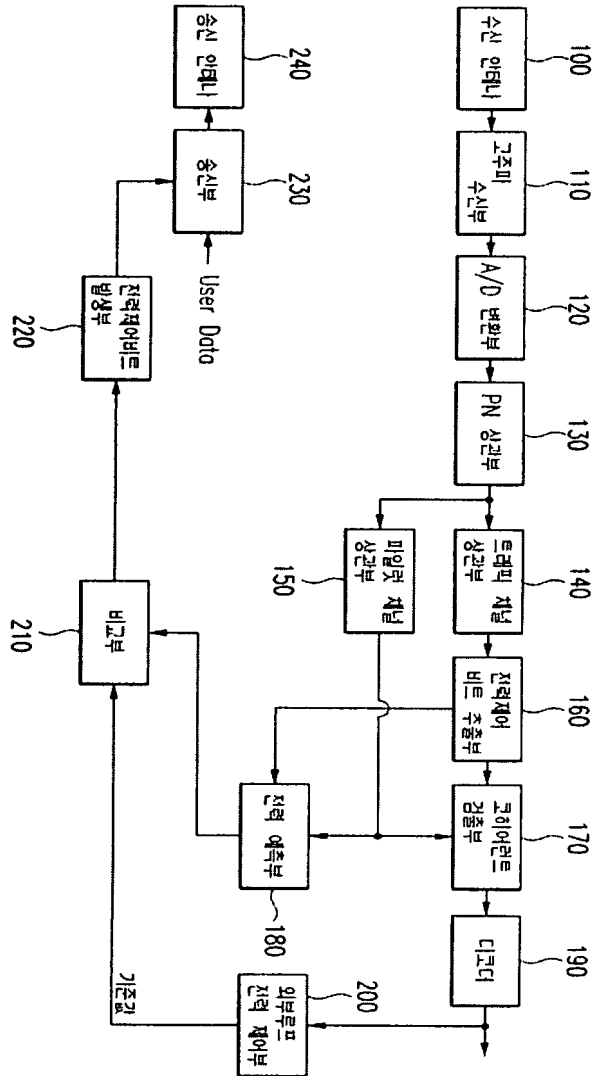 100
수신 안테나
110
고주파
수신부
120
A/D 변환부
130
PN 상관부
140
트래픽 채널
상관부
150
파일럿 채널
상관부
160
전력제어
비트 추출부
170
코히어런트
검출부
180
전력 예측부
190
디코더
200
외부루프
전력 제어부
기준값
210
비교부
220
전력제어비트
발생부
User Data
230
송신부
240
송신 안테나